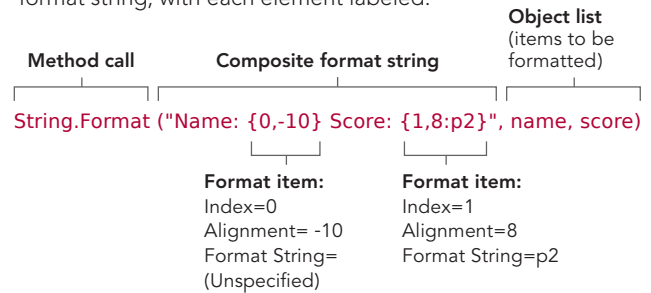 format string, with each element labeled:
Object list
(items to be
formatted)
Method call
Composite format string
String.Format ("Name: {0,-10} Score: {1,8:p2}", name, score)
Format item:
Index=0
Alignment= -10
Format String=
(Unspecified)
Format item:
Index=1
Alignment=8
Format String=p2